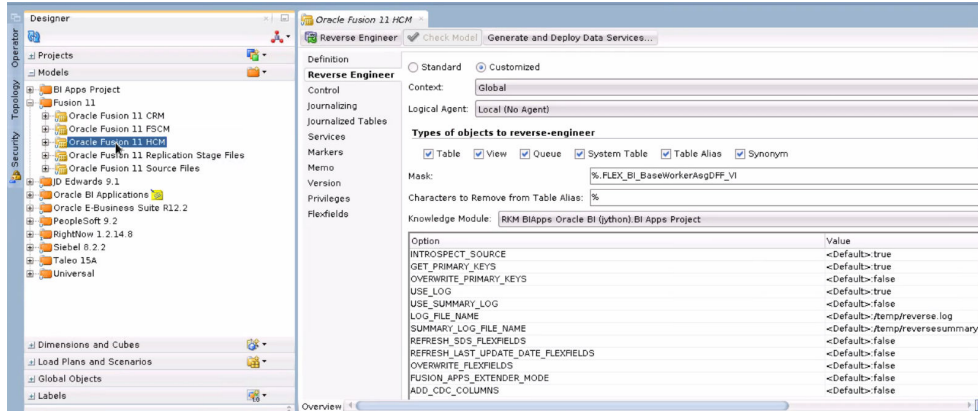 Designer
Operator
Topology
Security
Projects
Models
BI Apps Project
Fusion 11
Oracle Fusion 11 CRM
Oracle Fusion 11 FSCM
Oracle Fusion 11 HCM
Oracle Fusion 11 Replication Stage Files
Oracle Fusion 11 Source Files
JD Edwards 9.1
Oracle BI Applications
Oracle E-Business Suite R12.2
PeopleSoft 9.2
RightNow 1.2.14.8
Siebel 8.2.2
Taleo 15A
Universal
Dimensions and Cubes
Load Plans and Scenarios
Global Objects
Labels
Oracle Fusion 11 HCM
Reverse Engineer Check Model Generate and Deploy Data Services...
Definition
Reverse Engineer
Control
Journalizing
Journalized Tables
Services
Markers
Memo
Version
Privileges
Flexfields
Standard Customized
Context: Global
Logical Agent: Local (No Agent)
Types of objects to reverse-engineer
Table View Queue System Table Table Alias Synonym
Mask: %.FLEX_BI_BaseWorkerAsgDFF_VI
Characters to Remove from Table Alias: %
Knowledge Module: RKM BIApps Oracle BI (jython).BI Apps Project
Option Value
INTROSPECT_SOURCE <Default>:true
GET_PRIMARY_KEYS <Default>:true
OVERWRITE_PRIMARY_KEYS <Default>:false
USE_LOG <Default>:true
USE_SUMMARY_LOG <Default>:false
LOG_FILE_NAME <Default>:/temp/reverse.log
SUMMARY_LOG_FILE_NAME <Default>:/temp/reversesummary
REFRESH_SDS_FLEXFIELDS <Default>:false
REFRESH_LAST_UPDATE_DATE_FLEXFIELDS <Default>:false
OVERWRITE_FLEXFIELDS <Default>:false
FUSION_APPS_EXTENDER_MODE <Default>:false
ADD_CDC_COLUMNS <Default>:false
Overview